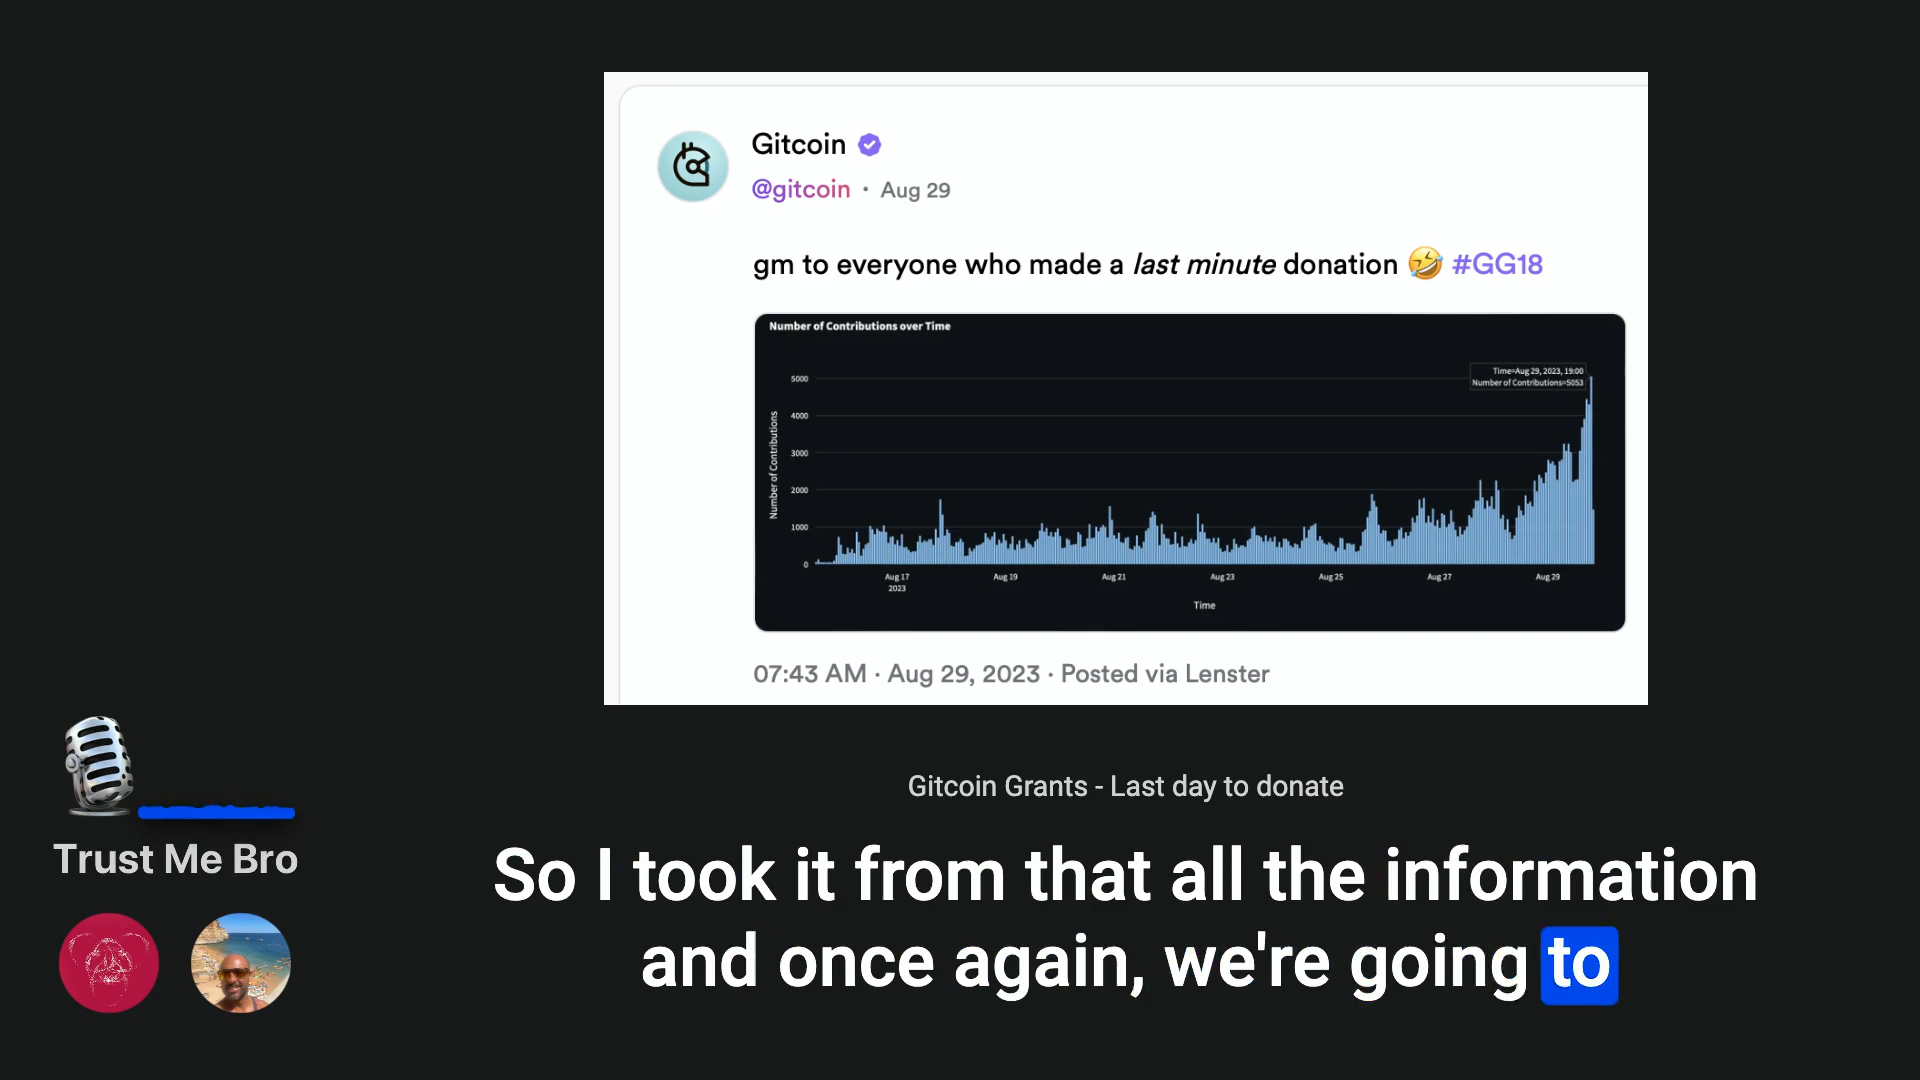 Gitcoin
@gitcoin · Aug 29
gm to everyone who made a last minute donation 🤣 #GG18
Number of Contributions over Time
Time=Aug 29, 2023, 19:00
Number of Contributions=5053
5000
4000
3000
2000
1000
0
Number of Contributions
Aug 17
2023
Aug 19
Aug 21
Aug 23
Aug 25
Aug 27
Aug 29
Time
07:43 AM · Aug 29, 2023 · Posted via Lenster
Gitcoin Grants - Last day to donate
Trust Me Bro
So I took it from that all the information
and once again, we're going to